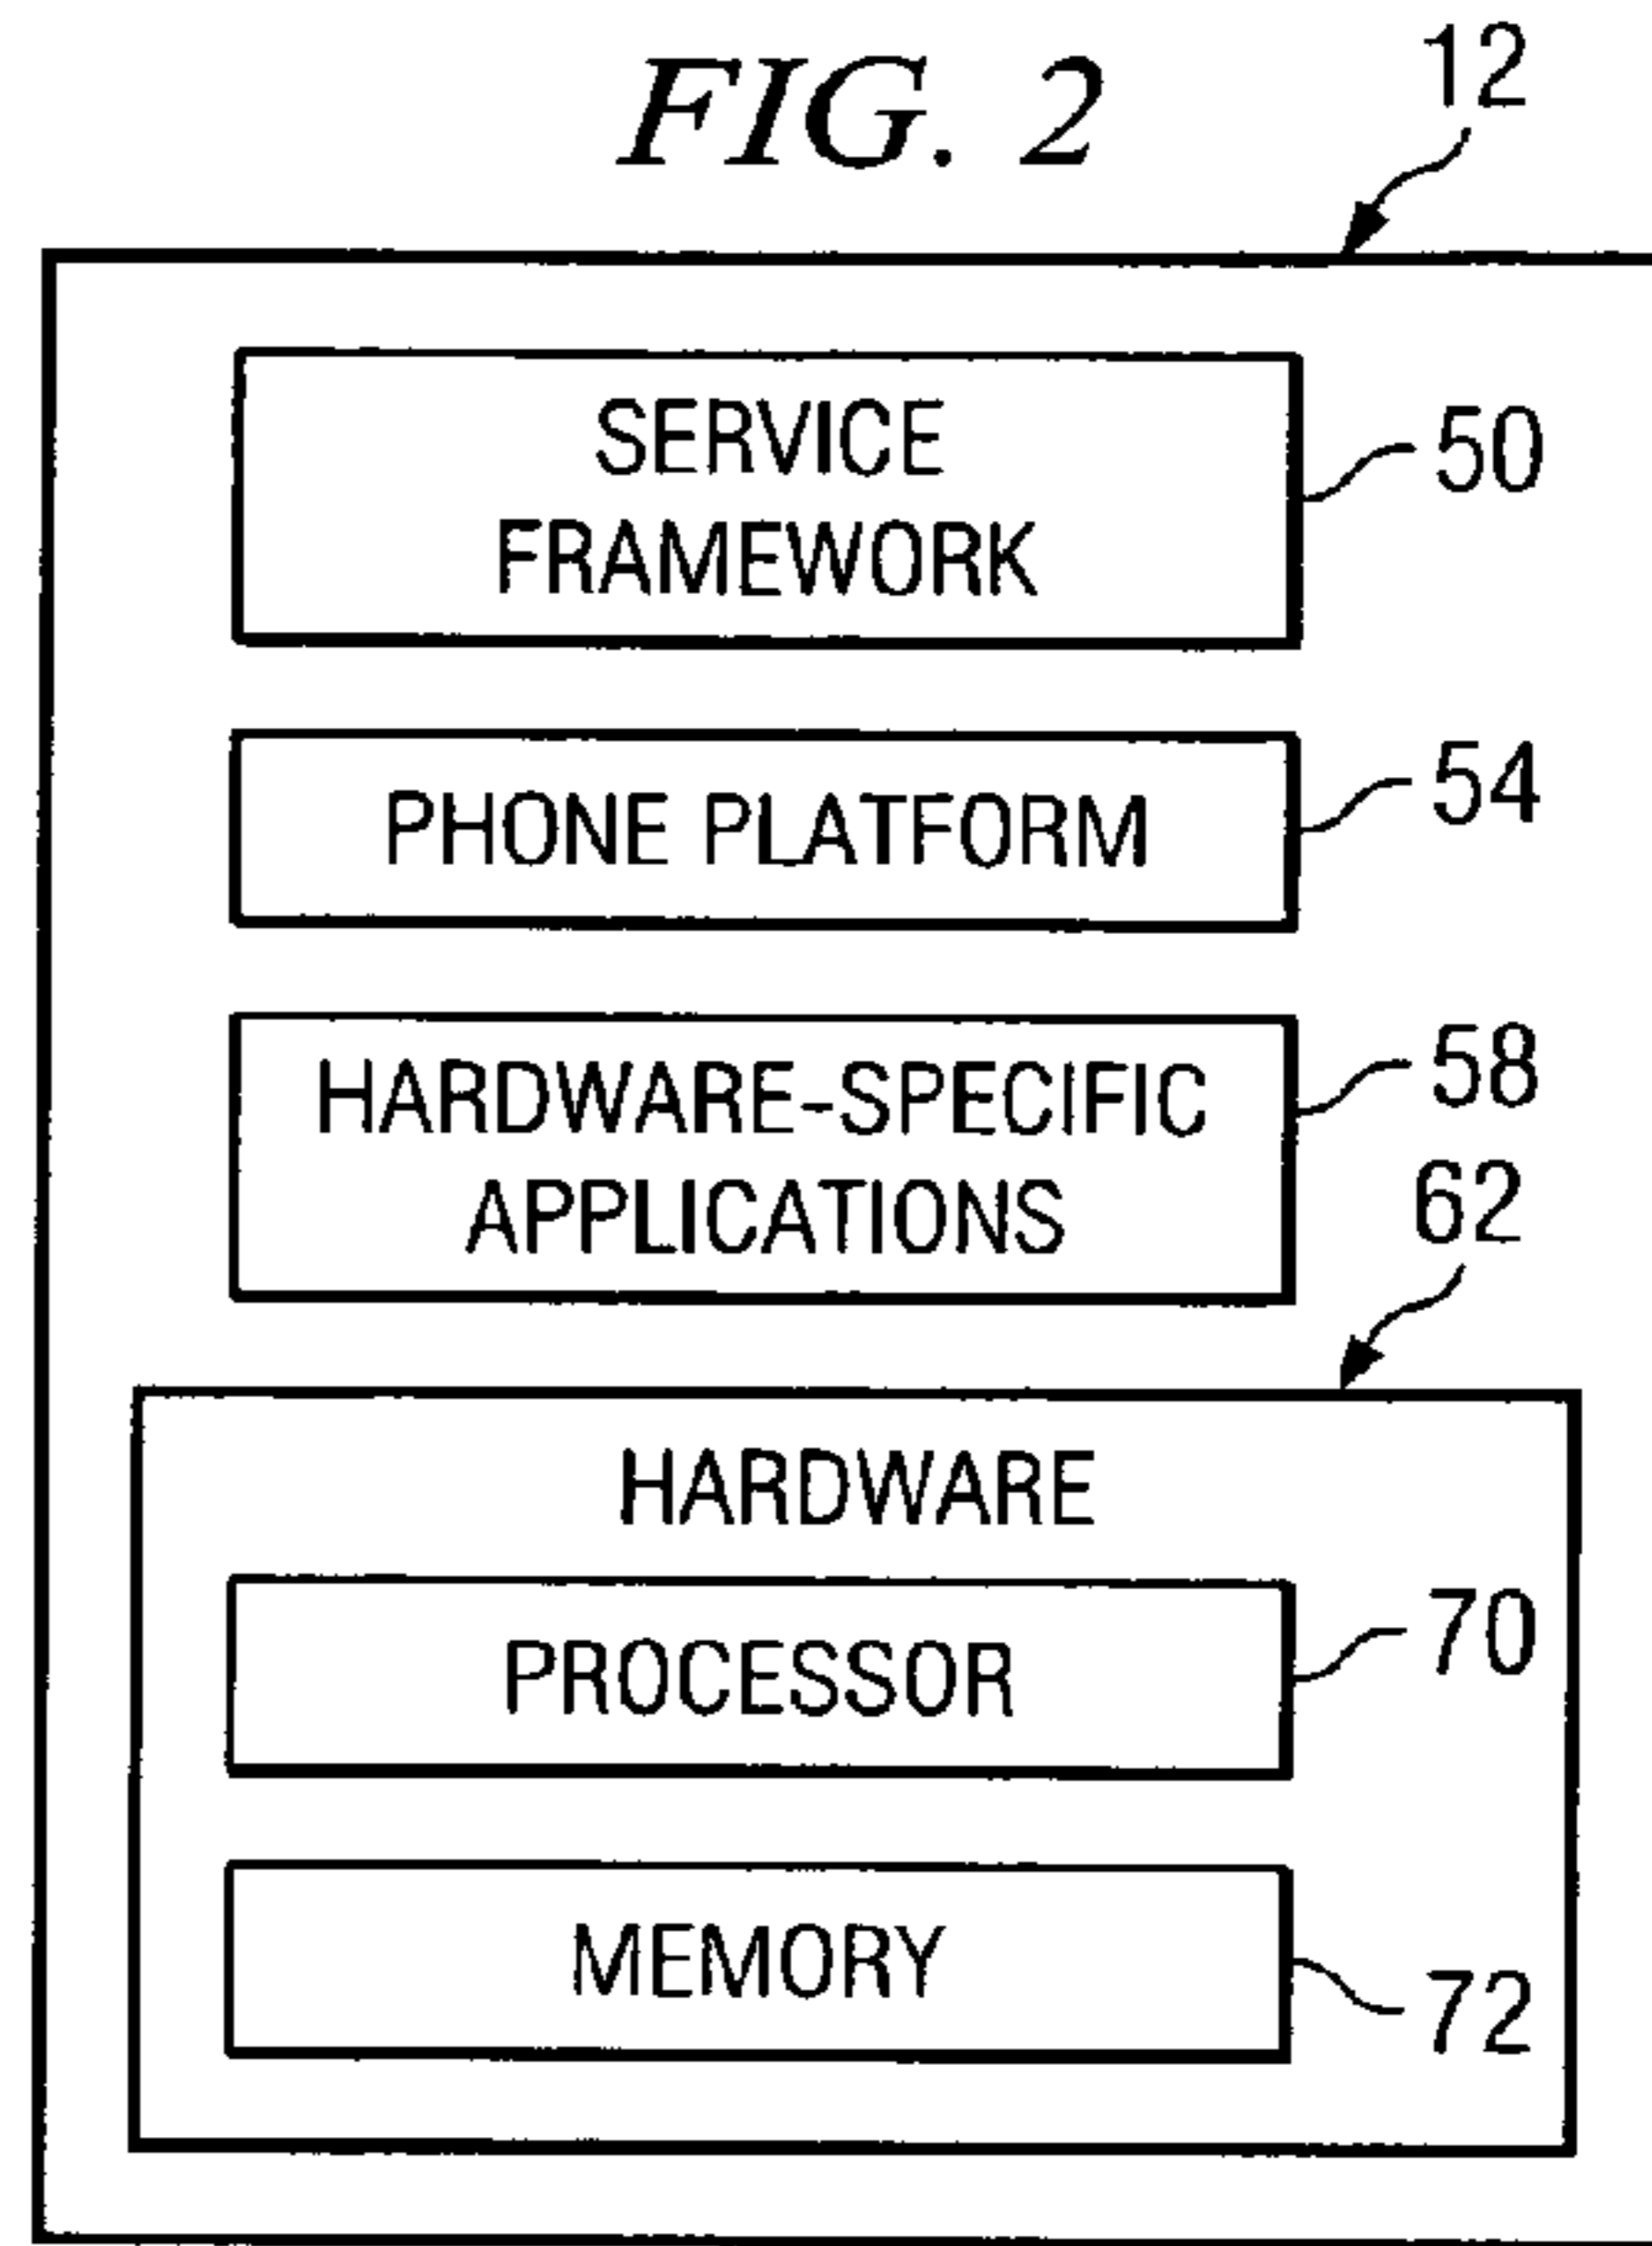 FIG. 2
12
SERVICE
FRAMEWORK
50
PHONE PLATFORM
54
HARDWARE-SPECIFIC
APPLICATIONS
58
62
HARDWARE
PROCESSOR
70
MEMORY
72